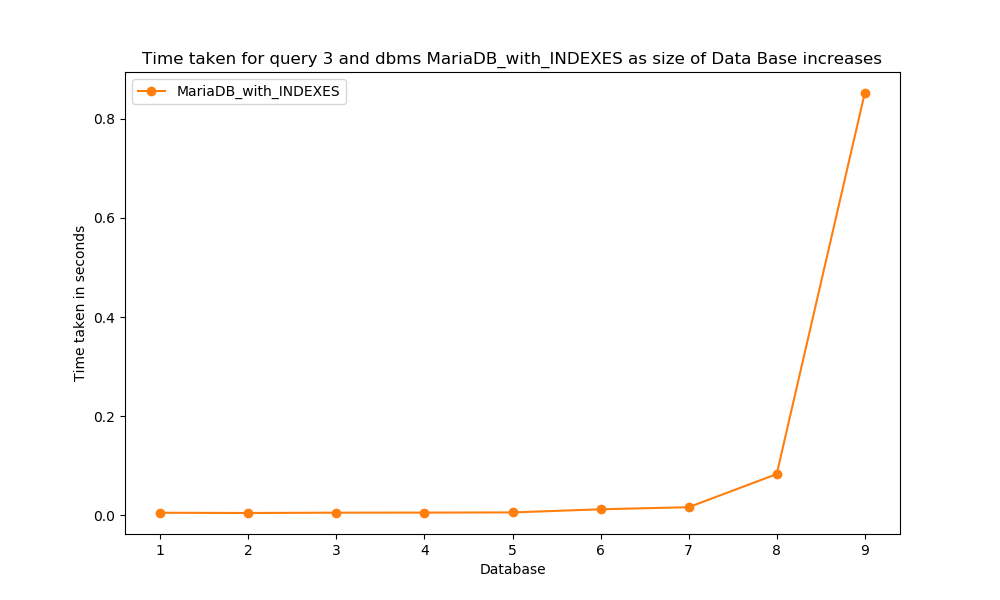 Time taken for query 3 and dbms MariaDB_with_INDEXES as size of Data Base increases
MariaDB_with_INDEXES
Time taken in seconds
0.8
0.6
0.4
0.2
0.0
1 2 3 4 5 6 7 8 9
Database